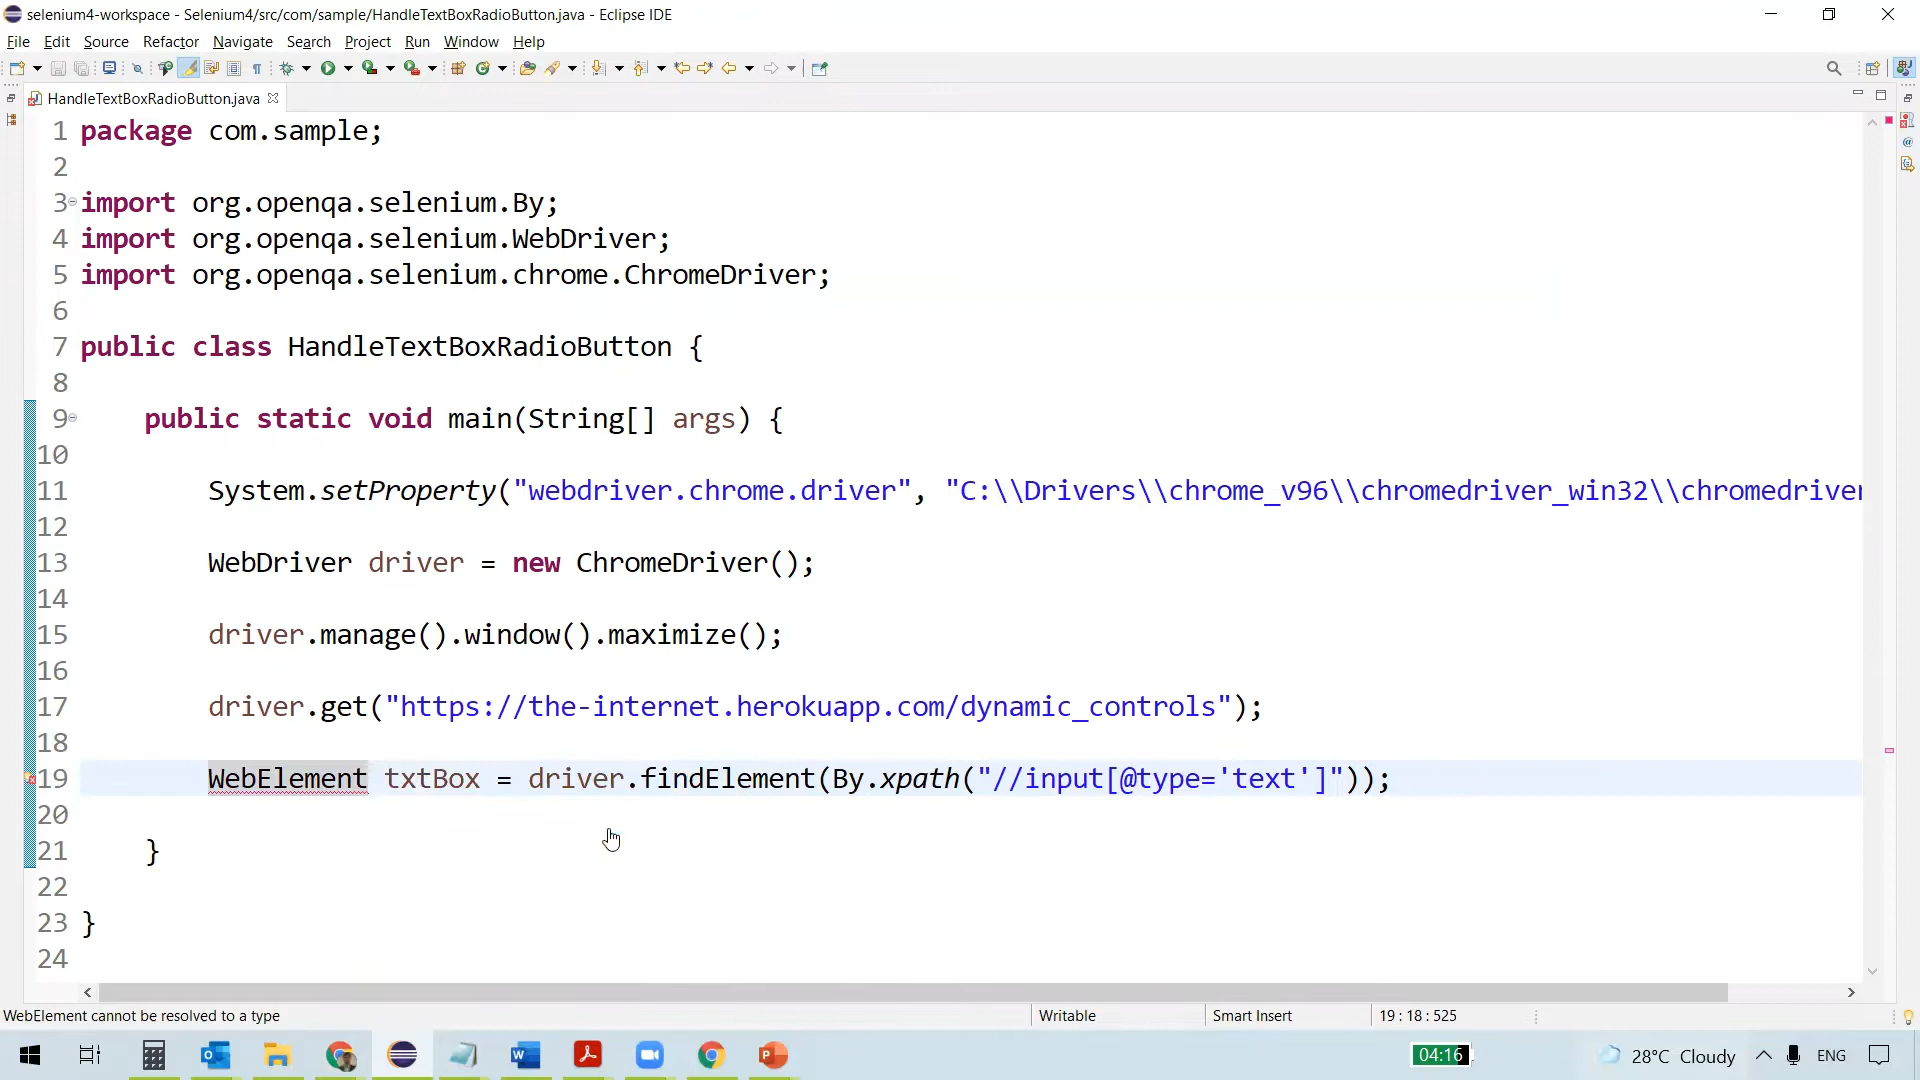 selenium4-workspace - Selenium4/src/com/sample/HandleTextBoxRadioButton.java - Eclipse IDE
File Edit Source Refactor Navigate Search Project Run Window Help
HandleTextBoxRadioButton.java
1 package com.sample;
2
3 import org.openqa.selenium.By;
4 import org.openqa.selenium.WebDriver;
5 import org.openqa.selenium.chrome.ChromeDriver;
6
7 public class HandleTextBoxRadioButton {
8
9 public static void main(String[] args) {
10
11 System.setProperty("webdriver.chrome.driver", "C:\\Drivers\\chrome_v96\\chromedriver_win32\\chromedriver
12
13 WebDriver driver = new ChromeDriver();
14
15 driver.manage().window().maximize();
16
17 driver.get("https://the-internet.herokuapp.com/dynamic_controls");
18
19 WebElement txtBox = driver.findElement(By.xpath("//input[@type='text']"));
20
21 }
22
23 }
24
WebElement cannot be resolved to a type Writable Smart Insert 19 : 18 : 525
04:16 28°C Cloudy ENG